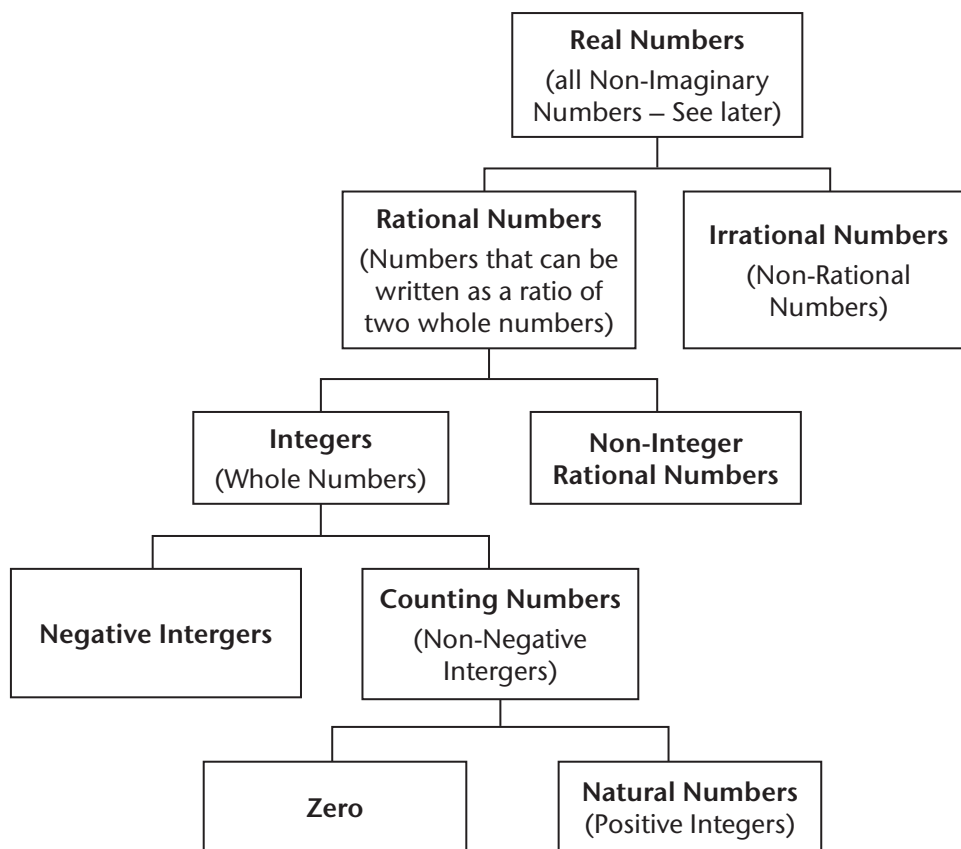 Real Numbers
(all Non-Imaginary
Numbers – See later)
Rational Numbers
(Numbers that can be
written as a ratio of
two whole numbers)
Irrational Numbers
(Non-Rational
Numbers)
Integers
(Whole Numbers)
Non-Integer
Rational Numbers
Negative Intergers
Counting Numbers
(Non-Negative
Intergers)
Zero
Natural Numbers
(Positive Integers)